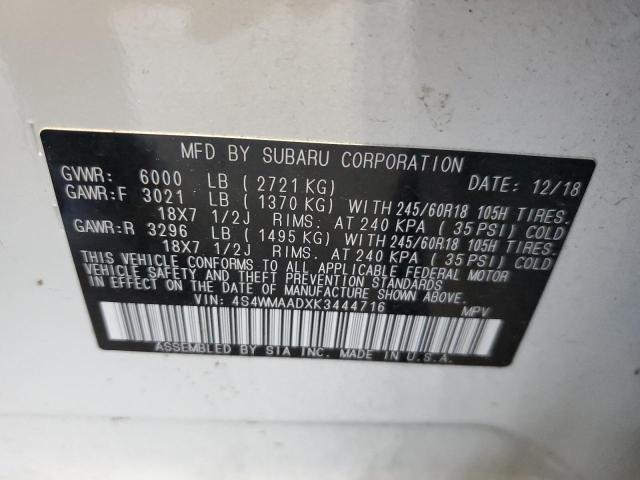 MFD BY SUBARU CORPORATION
GVWR: 6000 LB ( 2721 KG) DATE: 12/18
GAWR:F 3021 LB ( 1370 KG) WITH 245/60R18 105H TIRES.
18X7 1/2J RIMS. AT 240 KPA ( 35 PSI) COLD
GAWR:R 3296 LB ( 1495 KG) WITH 245/60R18 105H TIRES.
18X7 1/2J RIMS. AT 240 KPA ( 35 PSI) COLD
THIS VEHICLE CONFORMS TO ALL APPLICABLE FEDERAL MOTOR
VEHICLE SAFETY AND THEFT PREVENTION STANDARDS
IN EFFECT ON THE DATE OF MANUFACTURE SHOWN ABOVE.
VIN: 4S4WMAADXK3444716 MPV
ASSEMBLED BY SIA INC. MADE IN U.S.A.